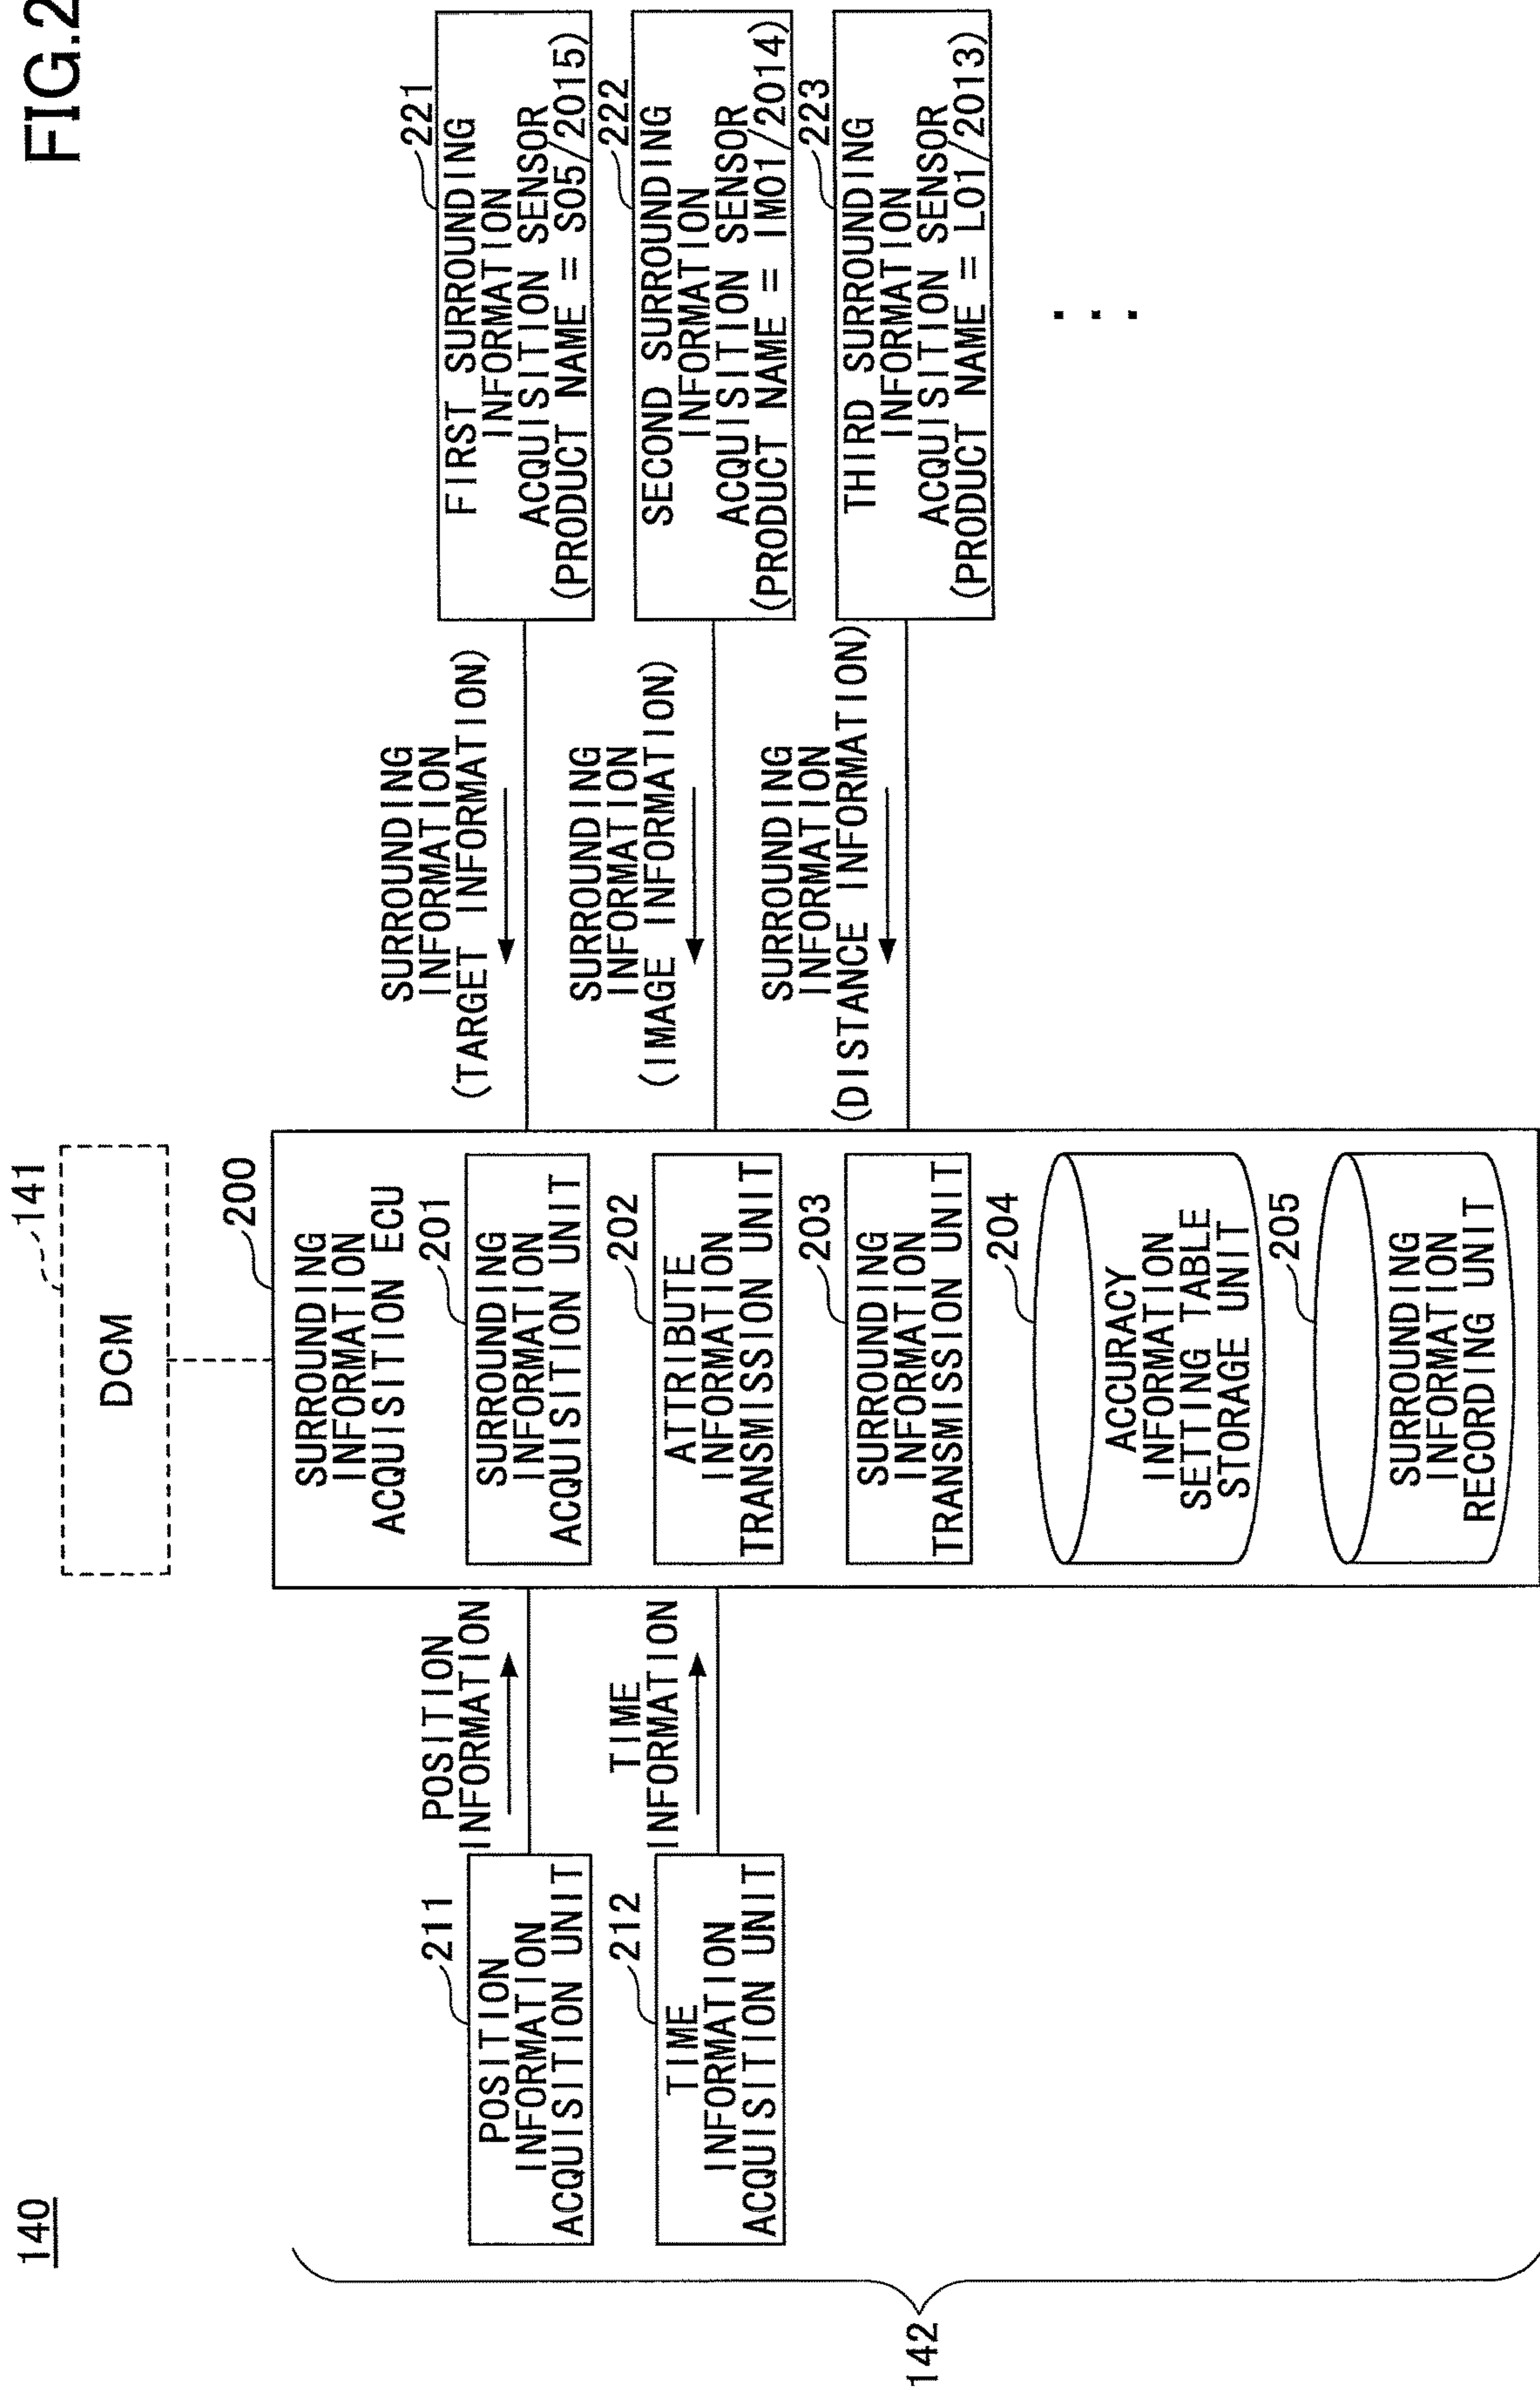 FIG.2
140
141
DCM
200
SURROUNDING
INFORMATION
ACQUISITION ECU
201
SURROUNDING
INFORMATION
ACQUISITION UNIT
202
ATTRIBUTE
INFORMATION
TRANSMISSION UNIT
203
SURROUNDING
INFORMATION
TRANSMISSION UNIT
204
ACCURACY
INFORMATION
SETTING TABLE
STORAGE UNIT
205
SURROUNDING
INFORMATION
RECORDING UNIT
211
POSITION
INFORMATION
ACQUISITION UNIT
POSITION
INFORMATION
212
TIME
INFORMATION
ACQUISITION UNIT
TIME
INFORMATION
142
SURROUNDING
INFORMATION
(TARGET INFORMATION)
221
FIRST SURROUNDING
INFORMATION
ACQUISITION SENSOR
(PRODUCT NAME = S05/2015)
SURROUNDING
INFORMATION
(IMAGE INFORMATION)
222
SECOND SURROUNDING
INFORMATION
ACQUISITION SENSOR
(PRODUCT NAME = IM01/2014)
SURROUNDING
INFORMATION
(DISTANCE INFORMATION)
223
THIRD SURROUNDING
INFORMATION
ACQUISITION SENSOR
(PRODUCT NAME = L01/2013)